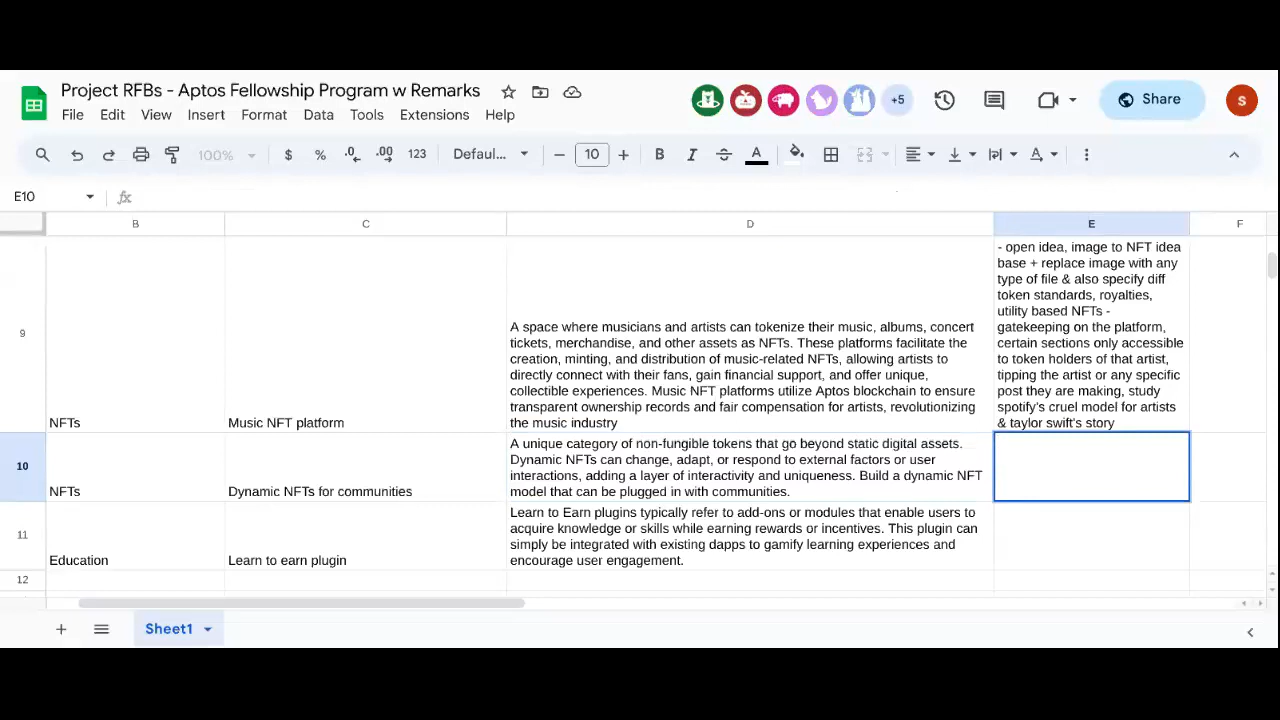 Project RFBs - Aptos Fellowship Program w Remarks
+5
Share
S
File Edit View Insert Format Data Tools Extensions Help
100% $ % .0 .00 123 Defaul... − 10 + B I A
E10 fx
B C D E F
- open idea, image to NFT idea
base + replace image with any
type of file & also specify diff
token standards, royalties,
utility based NFTs -
gatekeeping on the platform,
certain sections only accessible
to token holders of that artist,
tipping the artist or any specific
post they are making, study
spotify's cruel model for artists
& taylor swift's story
9
A space where musicians and artists can tokenize their music, albums, concert
tickets, merchandise, and other assets as NFTs. These platforms facilitate the
creation, minting, and distribution of music-related NFTs, allowing artists to
directly connect with their fans, gain financial support, and offer unique,
collectible experiences. Music NFT platforms utilize Aptos blockchain to ensure
transparent ownership records and fair compensation for artists, revolutionizing
the music industry
NFTs
Music NFT platform
10
A unique category of non-fungible tokens that go beyond static digital assets.
Dynamic NFTs can change, adapt, or respond to external factors or user
interactions, adding a layer of interactivity and uniqueness. Build a dynamic NFT
model that can be plugged in with communities.
NFTs
Dynamic NFTs for communities
11
Learn to Earn plugins typically refer to add-ons or modules that enable users to
acquire knowledge or skills while earning rewards or incentives. This plugin can
simply be integrated with existing dapps to gamify learning experiences and
encourage user engagement.
Education
Learn to earn plugin
12
Sheet1